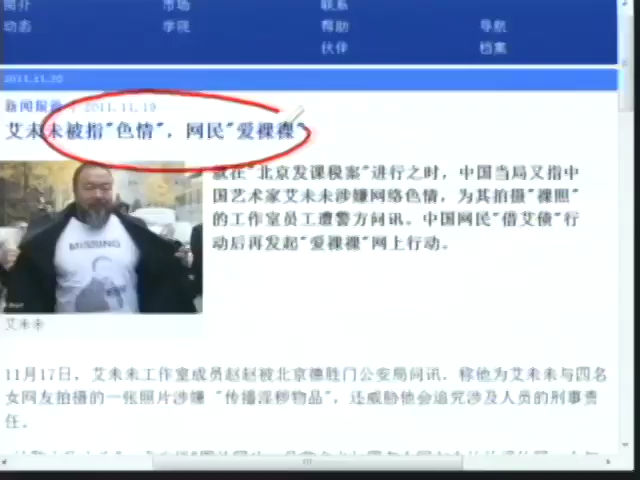 简介 市场 联系
动态 学院 帮助 导航
伙伴 档案
2011.11.20
新闻报道 | 2011.11.19
艾未未被指"色情"，网民"爱裸裸"
就在"北京发课税案"进行之时，中国当局又指中
国艺术家艾未未涉嫌网络色情，为其拍摄"裸照"
的工作室员工遭警方问讯。中国网民"借艾债"行
动后再发起"爱裸裸"网上行动。
MISSING
艾未未
11月17日，艾未未工作室成员赵赵被北京德胜门公安局问讯，称他为艾未未与四名
女网友拍摄的一张照片涉嫌 "传播淫秽物品"，还威胁他会追究涉及人员的刑事责
任。